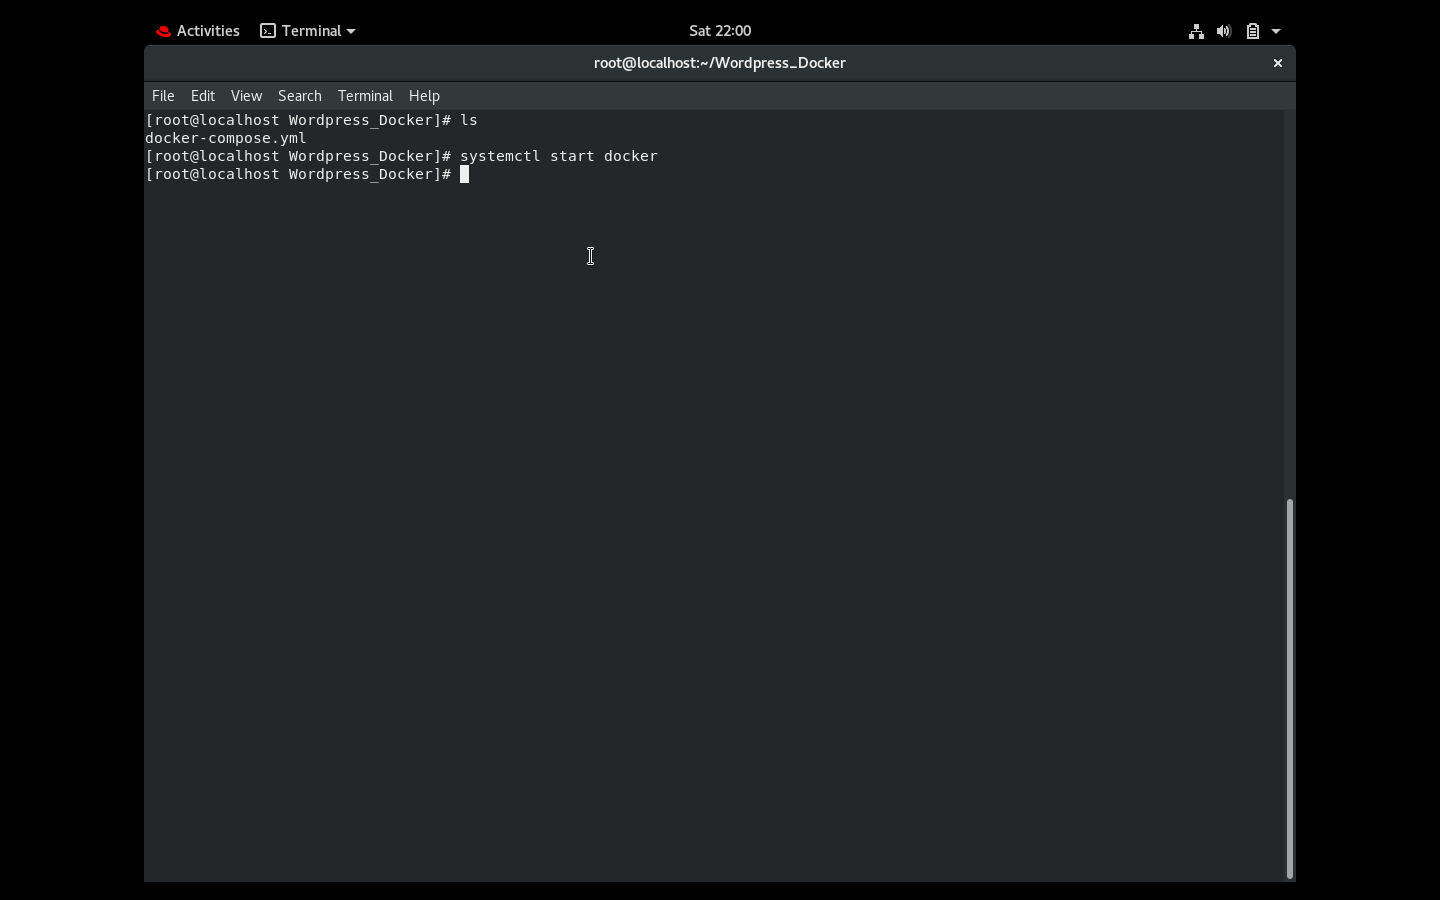 Activities Terminal Sat 22:00
root@localhost:~/Wordpress_Docker
File Edit View Search Terminal Help
[root@localhost Wordpress_Docker]# ls
docker-compose.yml
[root@localhost Wordpress_Docker]# systemctl start docker
[root@localhost Wordpress_Docker]#